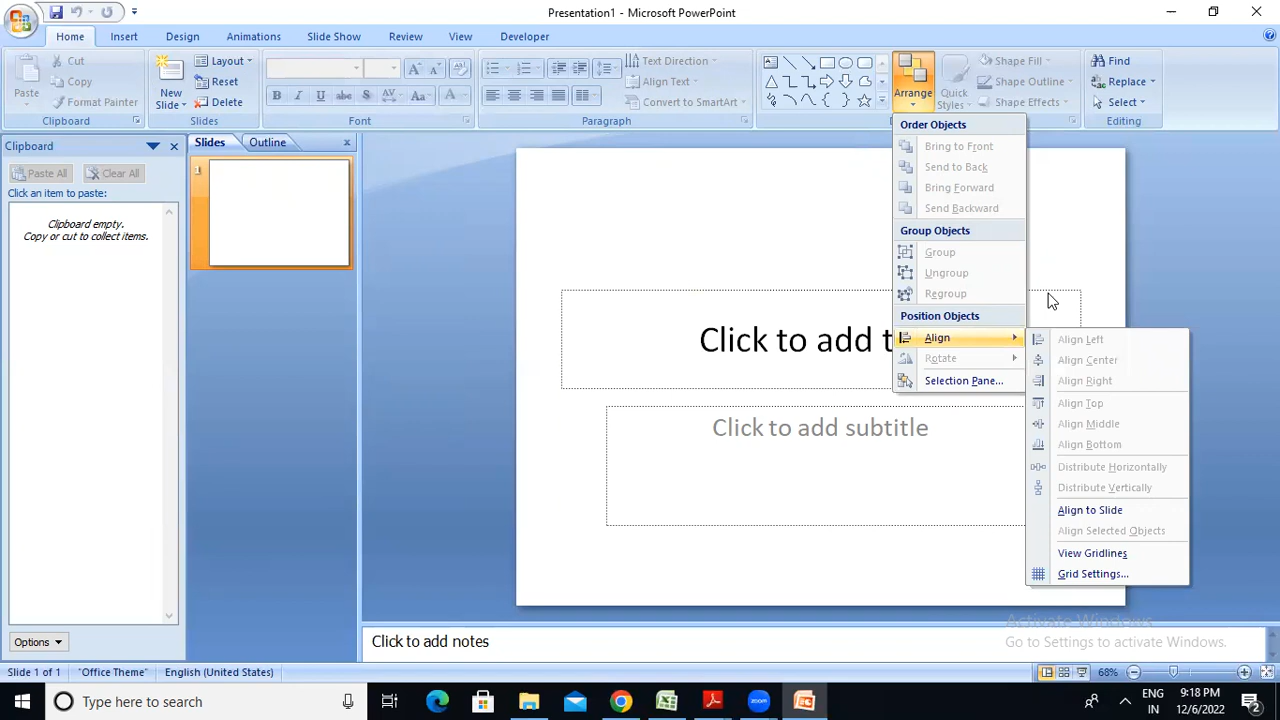 Presentation1 - Microsoft PowerPoint
Home Insert Design Animations Slide Show Review View Developer
Paste
Cut
Copy
Format Painter
Clipboard
New Slide
Layout
Reset
Delete
Slides
B I U abc S AV Aa A
Font
Text Direction
Align Text
Convert to SmartArt
Paragraph
Arrange
Quick Styles
Shape Fill
Shape Outline
Shape Effects
Find
Replace
Select
Editing
Clipboard
Paste All Clear All
Click an item to paste:
Clipboard empty.
Copy or cut to collect items.
Options
Slides Outline
1
Click to add t
Click to add subtitle
Order Objects
Bring to Front
Send to Back
Bring Forward
Send Backward
Group Objects
Group
Ungroup
Regroup
Position Objects
Align
Rotate
Selection Pane...
Align Left
Align Center
Align Right
Align Top
Align Middle
Align Bottom
Distribute Horizontally
Distribute Vertically
Align to Slide
Align Selected Objects
View Gridlines
Grid Settings...
Activate Windows
Go to Settings to activate Windows.
Click to add notes
Slide 1 of 1 "Office Theme" English (United States) 68%
Type here to search
zoom
ENG
IN
9:18 PM
12/6/2022
2